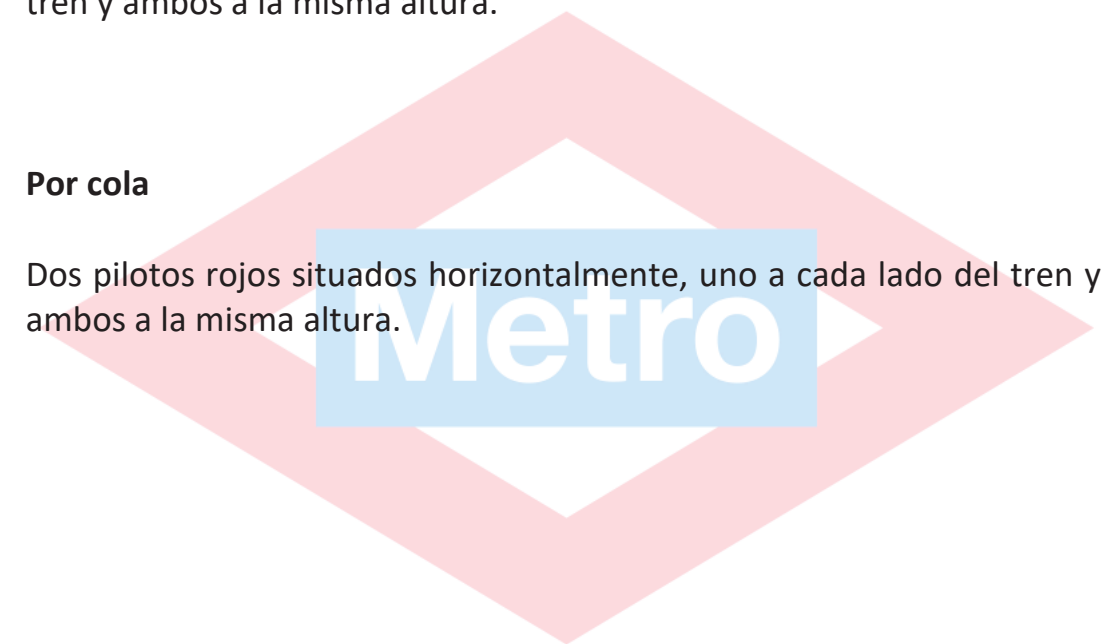 tren y ambos a la misma altura.
Por cola
Dos pilotos rojos situados horizontalmente, uno a cada lado del tren y
ambos a la misma altura.
Metro